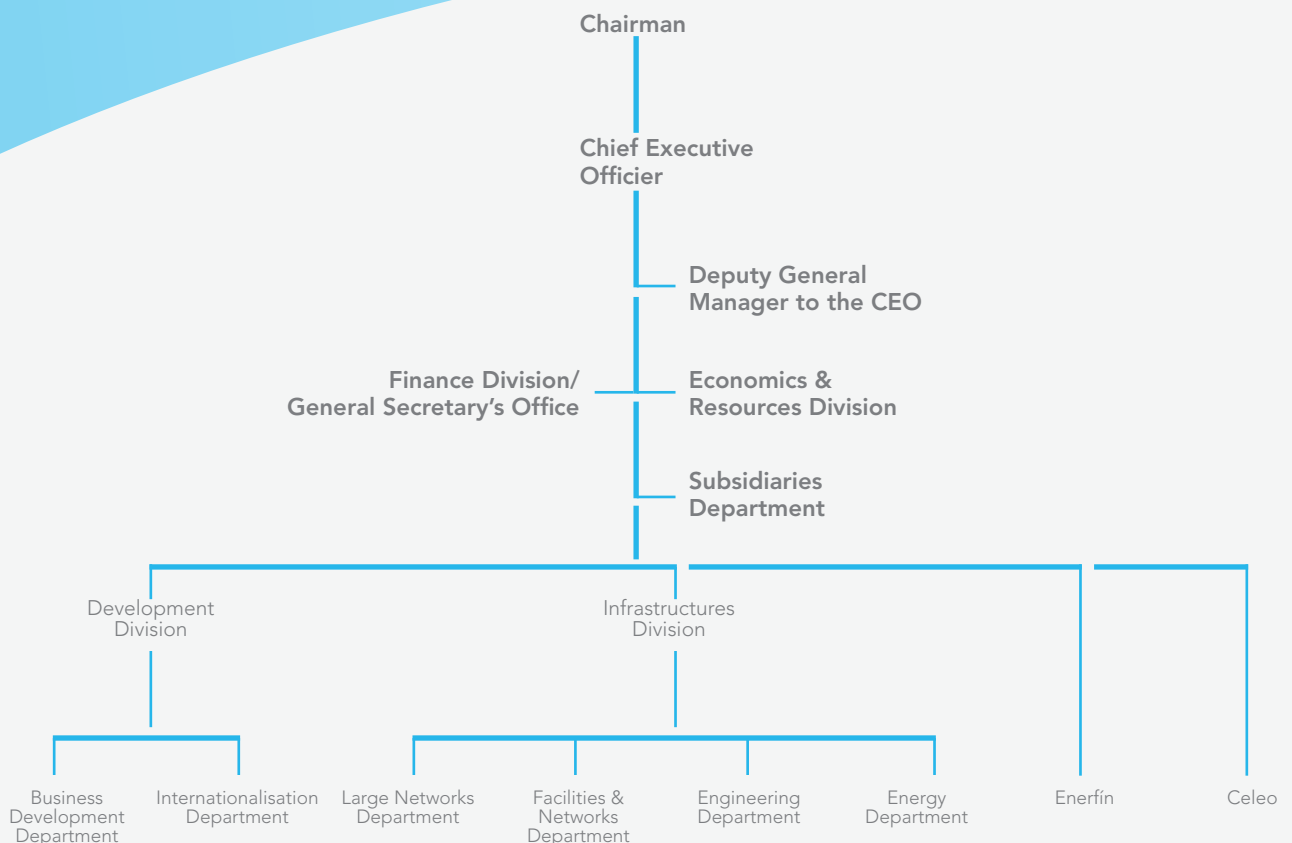 Chairman
Chief Executive
Officier
Deputy General
Manager to the CEO
Finance Division/
General Secretary’s Office
Economics &
Resources Division
Subsidiaries
Department
Development
Division
Infrastructures
Division
Business
Development
Department
Internationalisation
Department
Large Networks
Department
Facilities &
Networks
Department
Engineering
Department
Energy
Department
Enerfín
Celeo